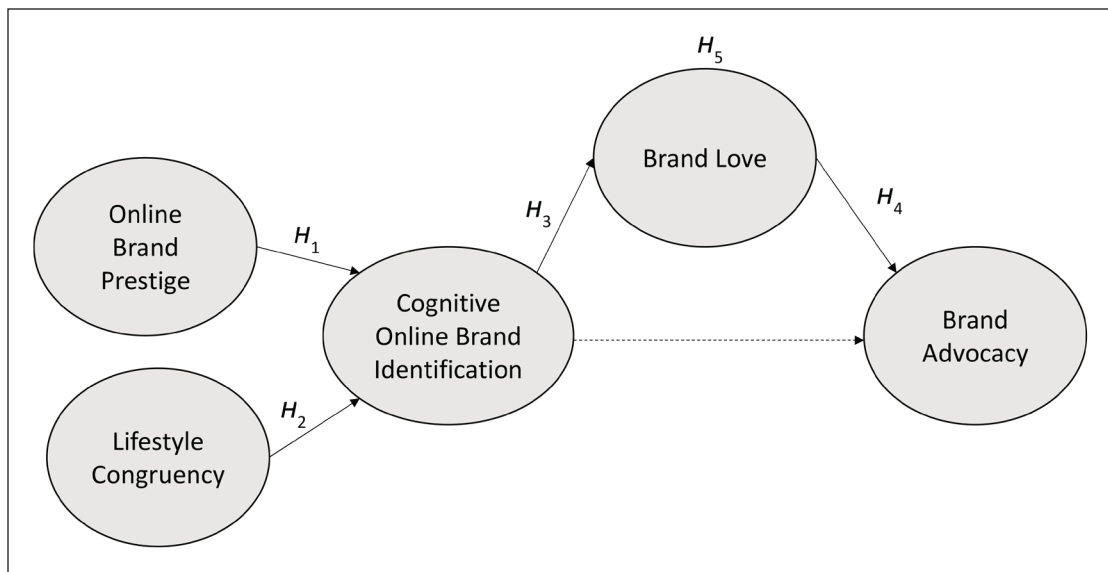 H5
Brand Love
H4
H3
Online
Brand
Prestige
H1
Cognitive
Online Brand
Identification
Brand
Advocacy
H2
Lifestyle
Congruency